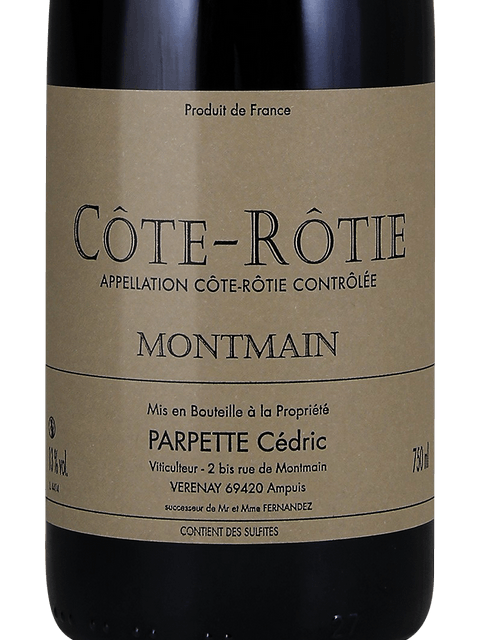 Produit de France
CÔTE-RÔTIE
APPELLATION CÔTE-RÔTIE CONTRÔLÉE
MONTMAIN
Mis en Bouteille à la Propriété
PARPETTE Cédric
Viticulteur - 2 bis rue de Montmain
VERENAY 69420 Ampuis
successeur de Mr et Mme FERNANDEZ
CONTIENT DES SULFITES
% vol.
750 ml